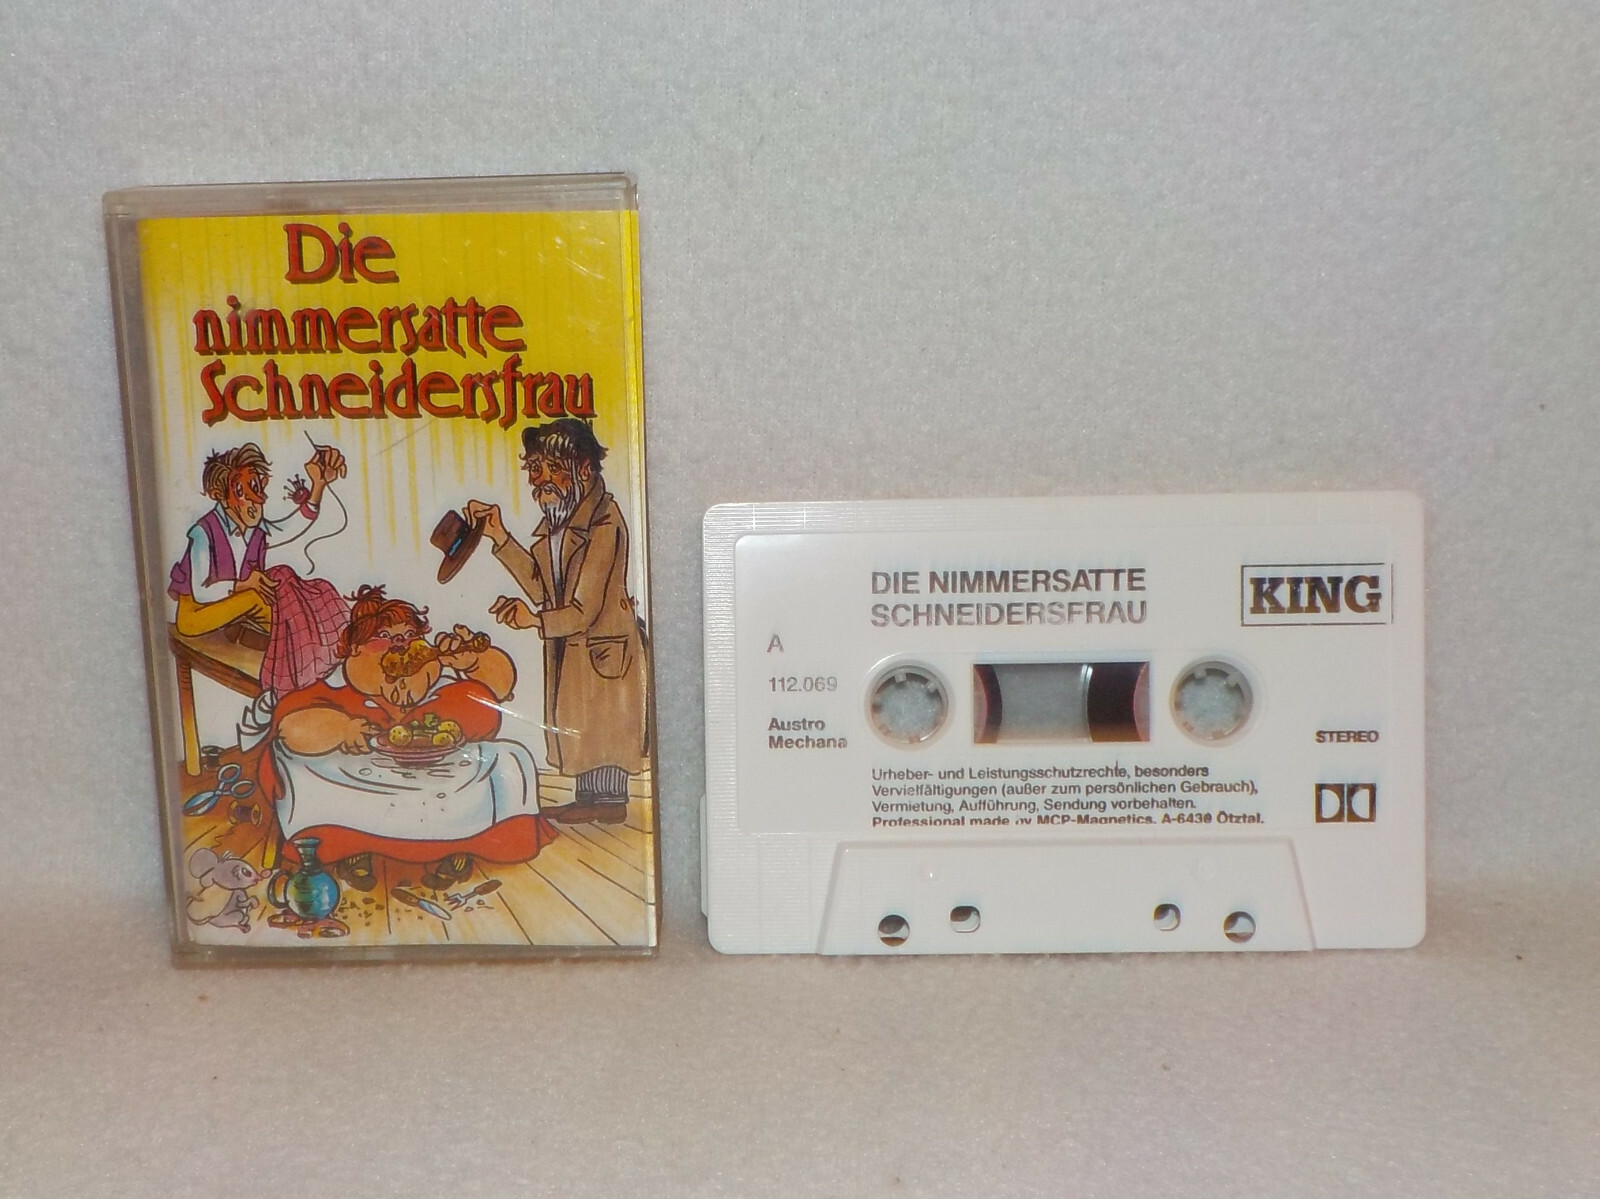 Die
nimmersatte
Schneidersfrau
DIE NIMMERSATTE
SCHNEIDERSFRAU
KING
A
112.069
Austro
Mechana
STEREO
Urheber- und Leistungsschutzrechte, besonders
Vervielfältigungen (außer zum persönlichen Gebrauch),
Vermietung, Aufführung, Sendung vorbehalten.
Professional made by MCP-Magnetics, A-6430 Ötztal.